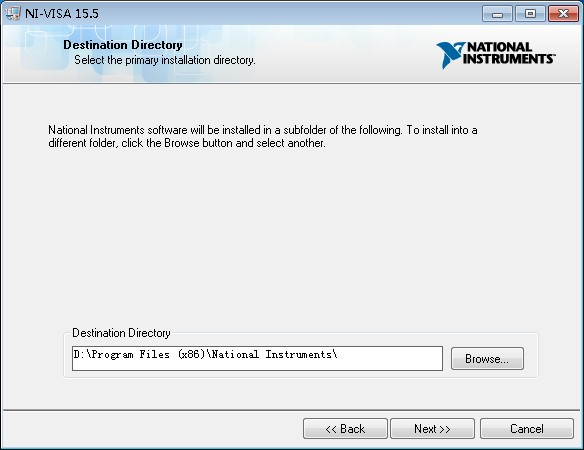 NI-VISA 15.5
Destination Directory
Select the primary installation directory.
NATIONAL
INSTRUMENTS™
National Instruments software will be installed in a subfolder of the following. To install into a
different folder, click the Browse button and select another.
Destination Directory
D:\Program Files (x86)\National Instruments\
Browse...
<< Back
Next >>
Cancel